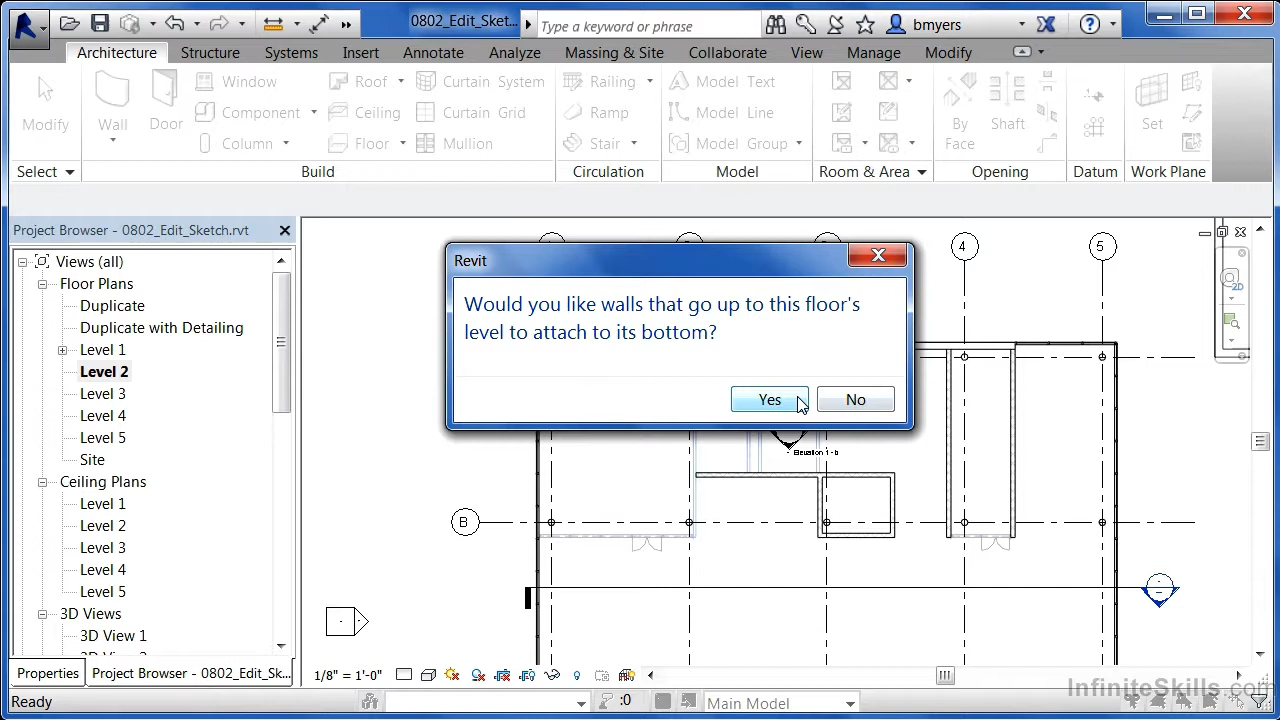 0802_Edit_Sketc...
Type a keyword or phrase
bmyers
Architecture Structure Systems Insert Annotate Analyze Massing & Site Collaborate View Manage Modify
Modify
Wall
Door
Window
Component
Column
Roof
Ceiling
Floor
Curtain System
Curtain Grid
Mullion
Railing
Ramp
Stair
Model Text
Model Line
Model Group
By
Face
Shaft
Set
Select
Build
Circulation
Model
Room & Area
Opening
Datum
Work Plane
Project Browser - 0802_Edit_Sketch.rvt
Views (all)
Floor Plans
Duplicate
Duplicate with Detailing
Level 1
Level 2
Level 3
Level 4
Level 5
Site
Ceiling Plans
Level 1
Level 2
Level 3
Level 4
Level 5
3D Views
3D View 1
Properties
Project Browser - 0802_Edit_Sk...
Revit
Would you like walls that go up to this floor's
level to attach to its bottom?
Yes
No
4
5
2D
Elevation 1 - b
B
1/8" = 1'-0"
Ready
:0
Main Model
InfiniteSkills.com